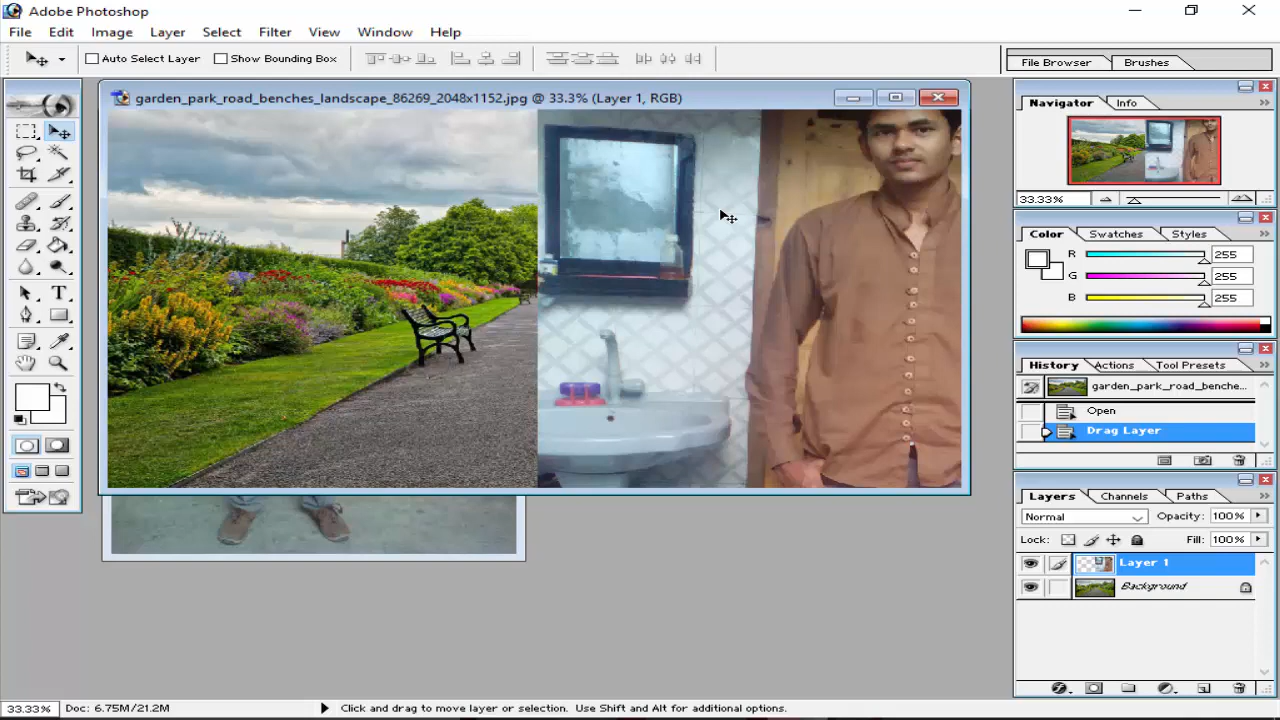 Adobe Photoshop
File Edit Image Layer Select Filter View Window Help
Auto Select Layer Show Bounding Box File Browser Brushes
garden_park_road_benches_landscape_86269_2048x1152.jpg @ 33.3% (Layer 1, RGB)
Navigator Info
33.33%
Color Swatches Styles
R 255
G 255
B 255
T
History Actions Tool Presets
garden_park_road_benche...
Open
Drag Layer
Layers Channels Paths
Normal Opacity: 100%
Lock: Fill: 100%
Layer 1
Background
33.33% Doc: 6.75M/21.2M Click and drag to move layer or selection. Use Shift and Alt for additional options.